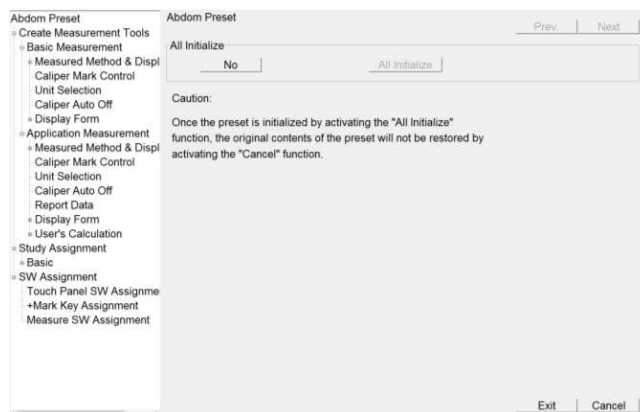 Abdom Preset
Create Measurement Tools
Basic Measurement
Measured Method & Displ
Caliper Mark Control
Unit Selection
Caliper Auto Off
Display Form
Application Measurement
Measured Method & Displ
Caliper Mark Control
Unit Selection
Caliper Auto Off
Report Data
Display Form
User's Calculation
Study Assignment
Basic
SW Assignment
Touch Panel SW Assignme
+Mark Key Assignment
Measure SW Assignment
Abdom Preset
Prev. Next
All Initialize
No All Initialize
Caution:
Once the preset is initialized by activating the "All Initialize"
function, the original contents of the preset will not be restored by
activating the "Cancel" function.
Exit Cancel